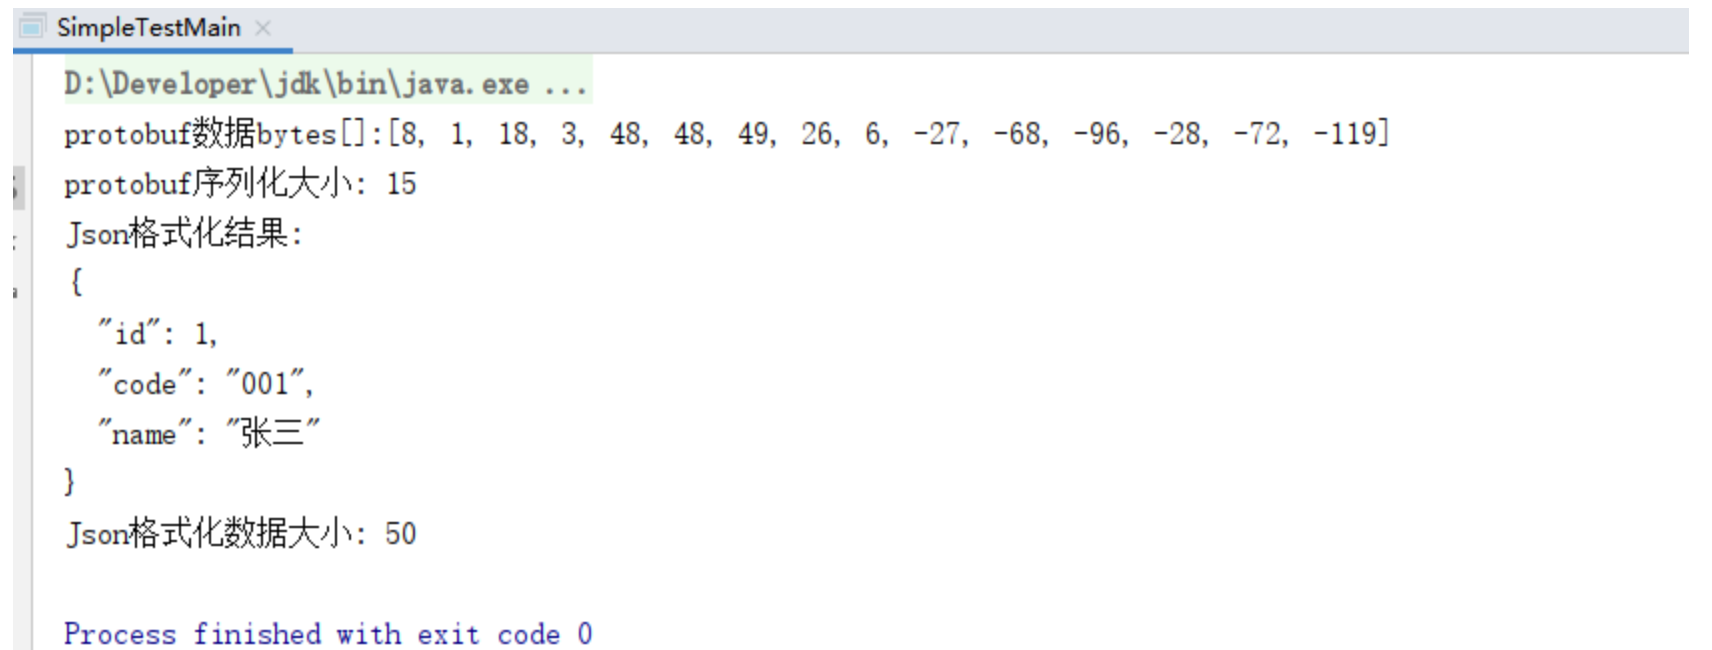 SimpleTestMain
D:\Developer\jdk\bin\java.exe ...
protobuf数据bytes[]:[8, 1, 18, 3, 48, 48, 49, 26, 6, -27, -68, -96, -28, -72, -119]
protobuf序列化大小: 15
Json格式化结果:
{
"id": 1,
"code": "001",
"name": "张三"
}
Json格式化数据大小: 50
Process finished with exit code 0